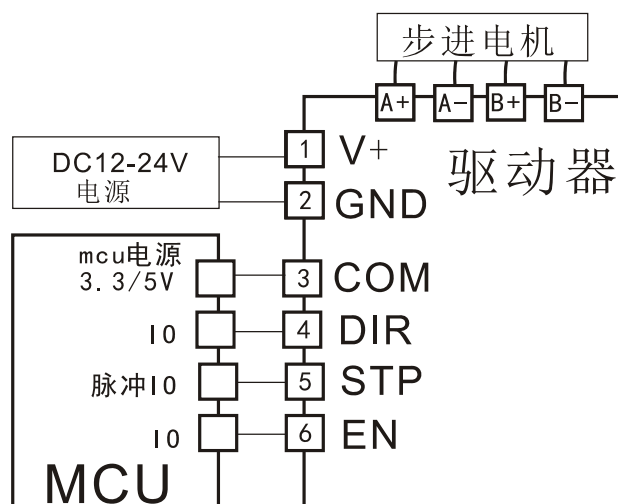 步进电机
A+ A- B+ B-
驱动器
DC12-24V
电源
1 V+
2 GND
mcu电源
3.3/5V
3 COM
IO 4 DIR
脉冲IO 5 STP
IO 6 EN
MCU